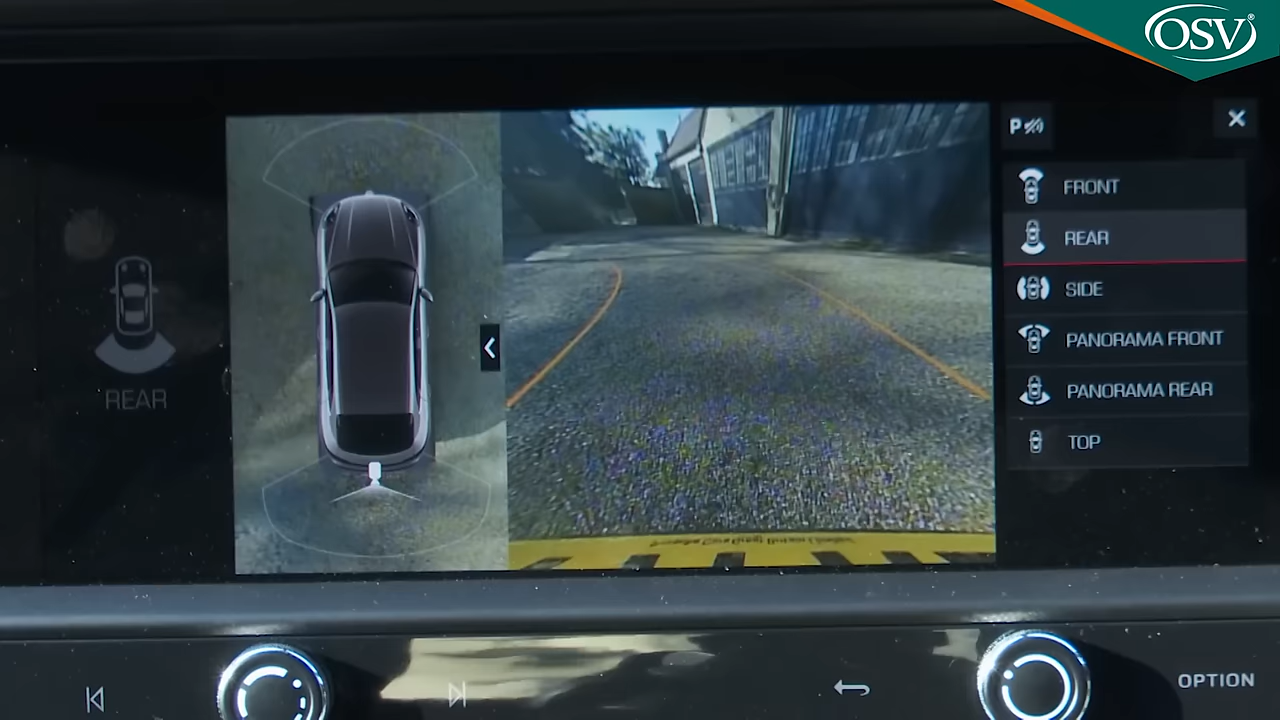 OSV®
P
FRONT
REAR
SIDE
PANORAMA FRONT
PANORAMA REAR
TOP
REAR
OPTION